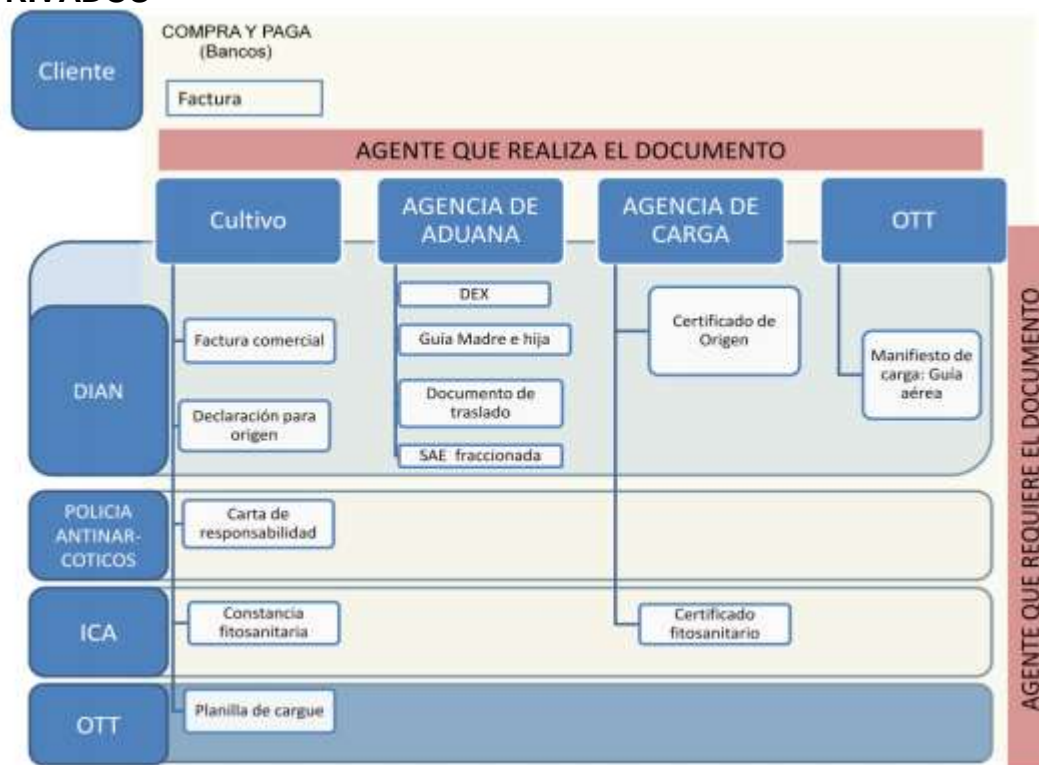 Cliente
COMPRA Y PAGA
(Bancos)
Factura
AGENTE QUE REALIZA EL DOCUMENTO
Cultivo
AGENCIA DE
ADUANA
AGENCIA DE
CARGA
OTT
DIAN
Factura comercial
Declaración para
origen
DEX
Guía Madre e hija
Documento de
traslado
SAE fraccionada
Certificado de
Origen
Manifiesto de
carga: Guía
aérea
POLICIA
ANTINAR-
COTICOS
Carta de
responsabilidad
ICA
Constancia
fitosanitaria
Certificado
fitosanitario
OTT
Planilla de cargue
AGENTE QUE REQUIERE EL DOCUMENTO